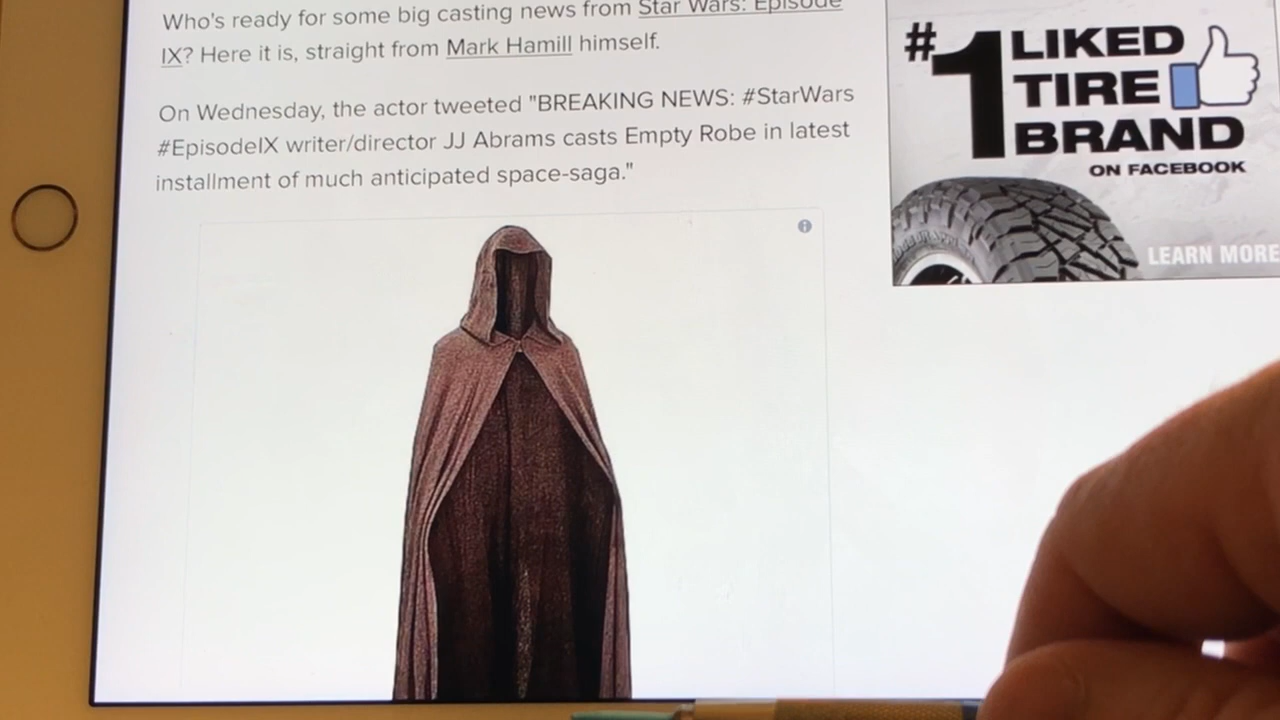 Who's ready for some big casting news from Star Wars: Episode
IX? Here it is, straight from Mark Hamill himself.
On Wednesday, the actor tweeted "BREAKING NEWS: #StarWars
#EpisodeIX writer/director JJ Abrams casts Empty Robe in latest
installment of much anticipated space-saga."
#1 LIKED
TIRE
BRAND
ON FACEBOOK
LEARN MORE